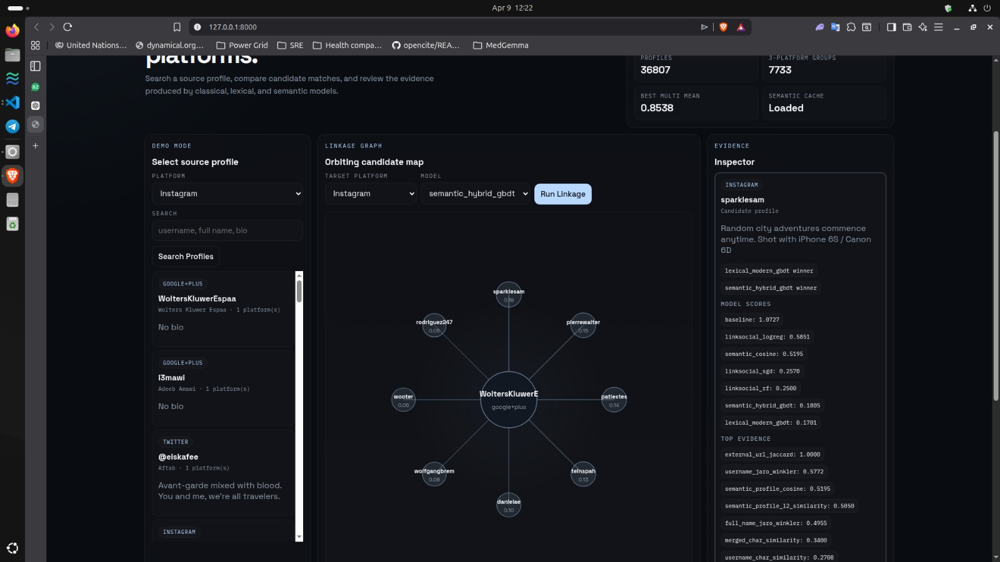 Apr 9 12:22
127.0.0.1:8000
United Nations...
dynamical.org...
Power Grid
SRE
Health compa...
opencite/REA...
MedGemma
82
SSD
platforms.
Search a source profile, compare candidate matches, and review the evidence
produced by classical, lexical, and semantic models.
PROFILES
36807
3-PLATFORM GROUPS
7733
BEST MULTI MEAN
0.8538
SEMANTIC CACHE
Loaded
DEMO MODE
Select source profile
PLATFORM
Instagram
SEARCH
username, full name, bio
Search Profiles
GOOGLE+PLUS
WoltersKluwerEspaa
Wolters Kluwer Espaa · 1 platform(s)
No bio
GOOGLE+PLUS
i3mawi
Adeeb Amawi · 1 platform(s)
No bio
TWITTER
@eiskafee
Aftab · 1 platform(s)
Avant-garde mixed with blood.
You and me, we're all travelers.
INSTAGRAM
LINKAGE GRAPH
Orbiting candidate map
TARGET PLATFORM
Instagram
MODEL
semantic_hybrid_gbdt
Run Linkage
sparklesam
0.18
rodriguez247
0.06
pierrewalter
0.15
wooter
0.06
WoltersKluwerE
google+plus
patiestes
0.14
wolfgangbrem
0.08
telnspah
0.13
danielae
0.10
EVIDENCE
Inspector
INSTAGRAM
sparklesam
Candidate profile
Random city adventures commence
anytime. Shot with iPhone 6S / Canon
6D
lexical_modern_gbdt winner
semantic_hybrid_gbdt winner
MODEL SCORES
baseline: 1.0727
linksocial_logreg: 0.5851
semantic_cosine: 0.5195
linksocial_sgd: 0.2570
linksocial_rf: 0.2500
semantic_hybrid_gbdt: 0.1805
lexical_modern_gbdt: 0.1701
TOP EVIDENCE
external_url_jaccard: 1.0000
username_jaro_winkler: 0.5772
semantic_profile_cosine: 0.5195
semantic_profile_l2_similarity: 0.5050
full_name_jaro_winkler: 0.4955
merged_char_similarity: 0.3400
username_char_similarity: 0.2708